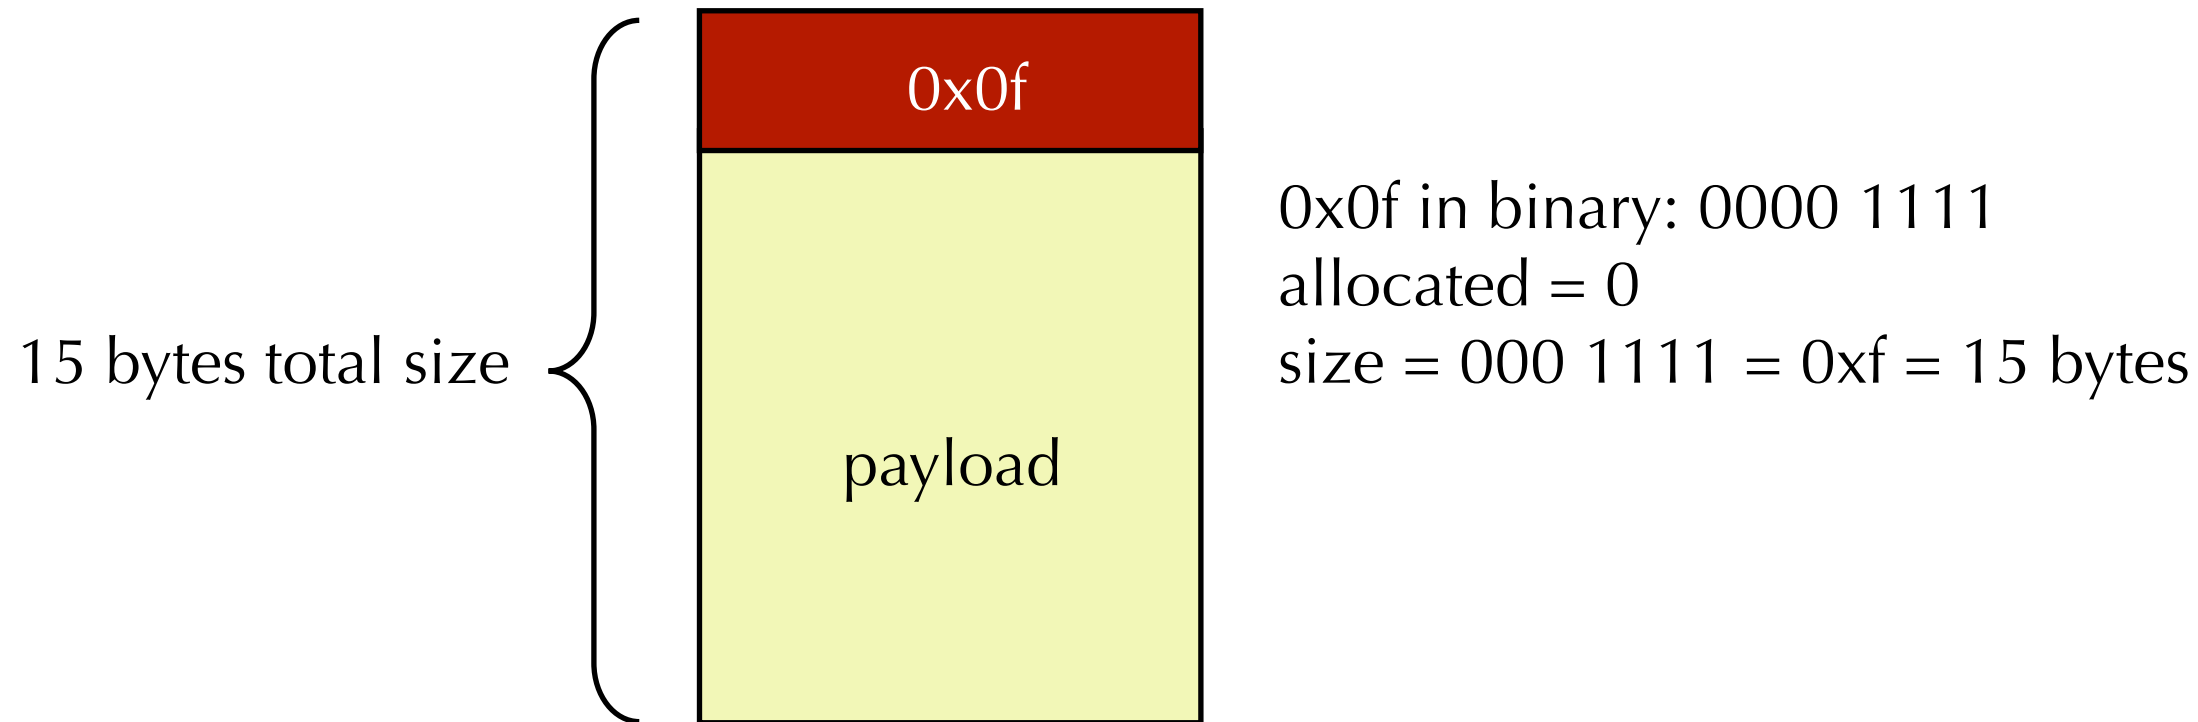 0x0f
0x0f in binary: 0000 1111
allocated = 0
15 bytes total size
size = 000 1111 = 0xf = 15 bytes
payload